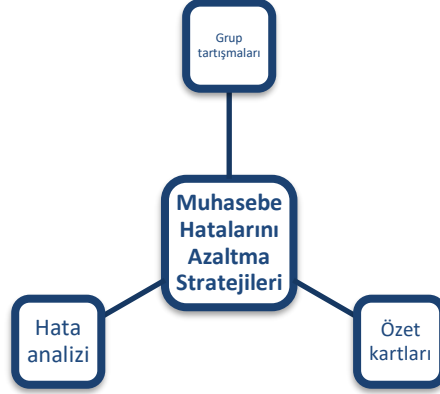 Grup
tartışmaları
Muhasebe
Hatalarını
Azaltma
Stratejileri
Hata
analizi
Özet
kartları